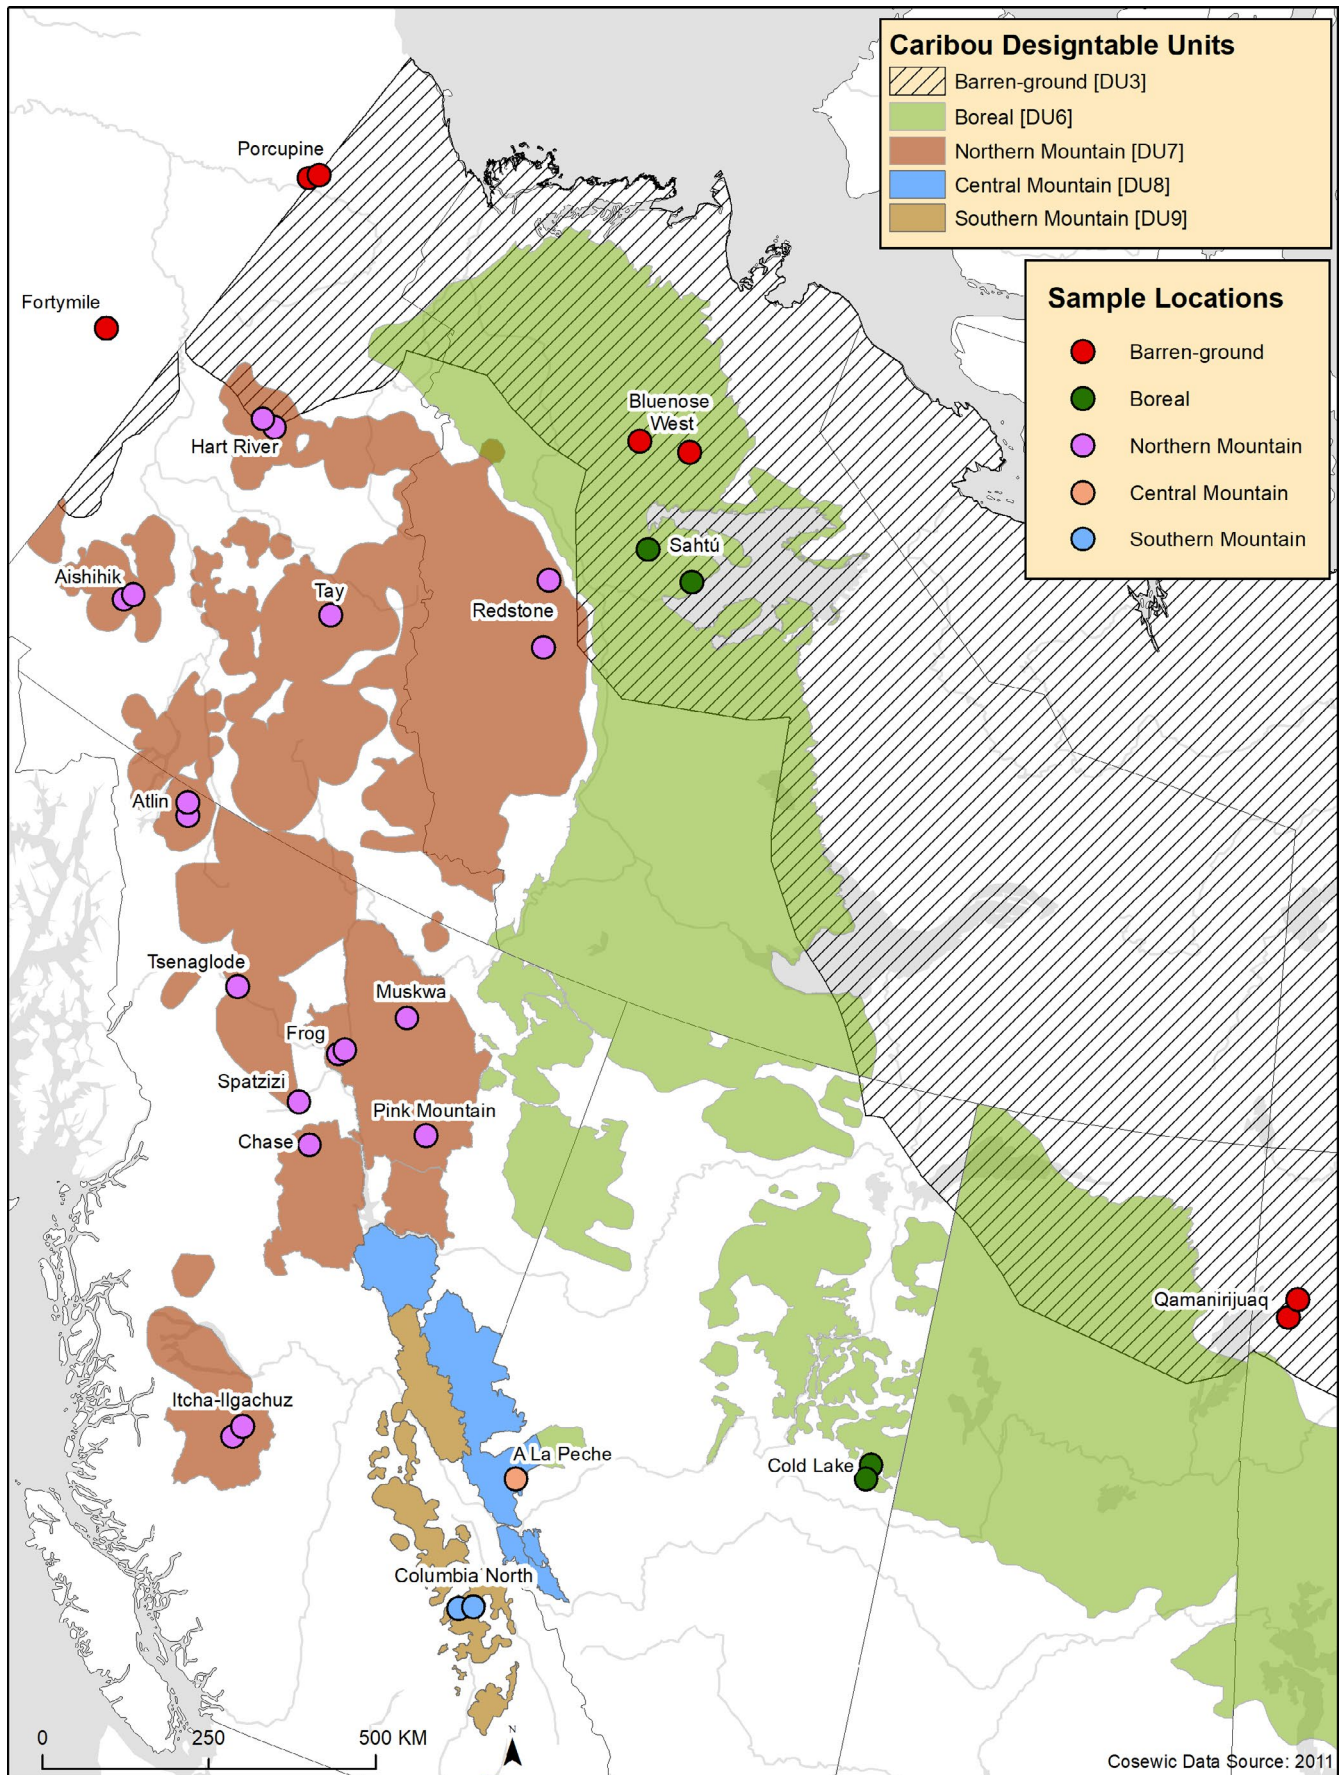 Caribou Designtable Units
Barren-ground [DU3]
Boreal [DU6]
Northern Mountain [DU7]
Central Mountain [DU8]
Southern Mountain [DU9]
Sample Locations
Barren-ground
Boreal
Northern Mountain
Central Mountain
Southern Mountain
Porcupine
Fortymile
Hart River
Bluenose
West
Sahtú
Aishihik
Tay
Redstone
Atlin
Tsenaglode
Muskwa
Frog
Spatzizi
Pink Mountain
Chase
Qamanirijuaq
Itcha-Ilgachuz
A La Peche
Cold Lake
Columbia North
0 250 500 KM
N
Cosewic Data Source: 2011